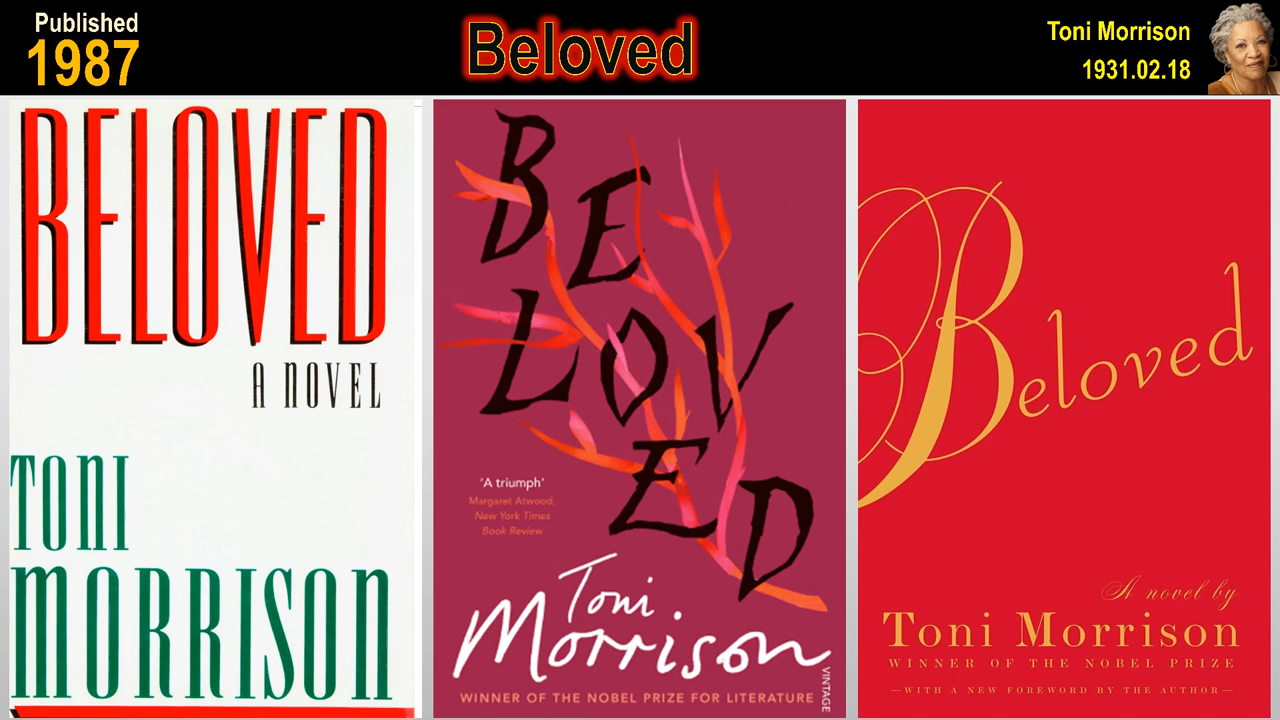 Published
1987
Beloved
Toni Morrison
1931.02.18
BELOVED
A NOVEL
TONI
MORRISON
BE
LOV
ED
'A triumph'
Margaret Atwood,
New York Times
Book Review
Toni
Morrison
WINNER OF THE NOBEL PRIZE FOR LITERATURE
VINTAGE
Beloved
A novel by
Toni Morrison
WINNER OF THE NOBEL PRIZE
—WITH A NEW FOREWORD BY THE AUTHOR—